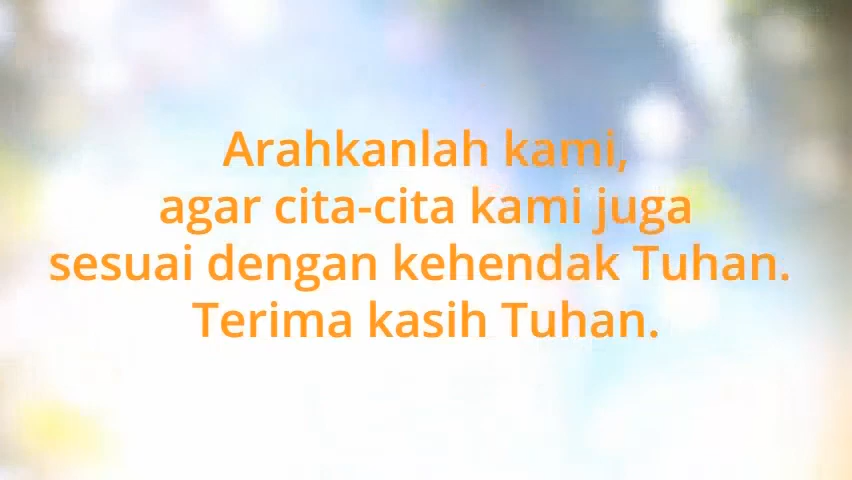 Arahkanlah kami,
agar cita-cita kami juga
sesuai dengan kehendak Tuhan.
Terima kasih Tuhan.